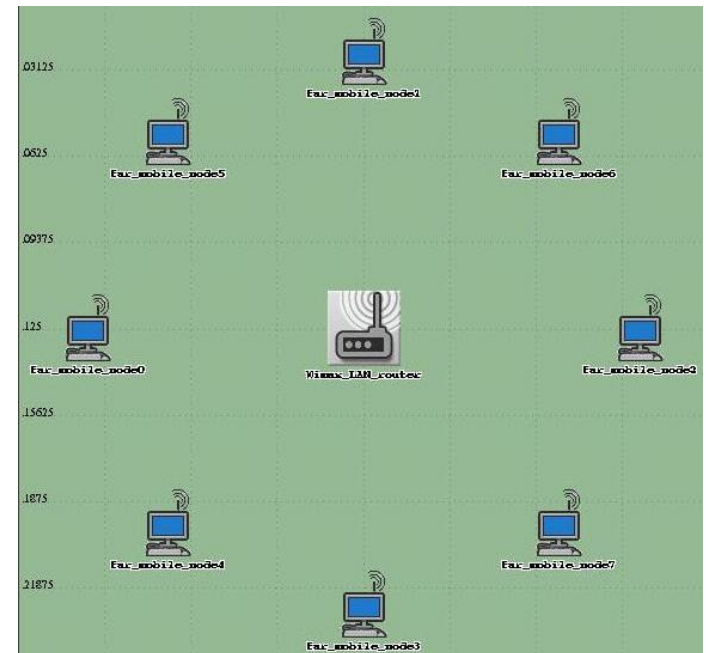 .03125
Far_mobile_node1
.0625
Far_mobile_node5
Far_mobile_node6
.09375
.125
Far_mobile_node0
Wimax_LAN_router
Far_mobile_node2
.15625
.1875
Far_mobile_node4
Far_mobile_node7
.21875
Far_mobile_node3